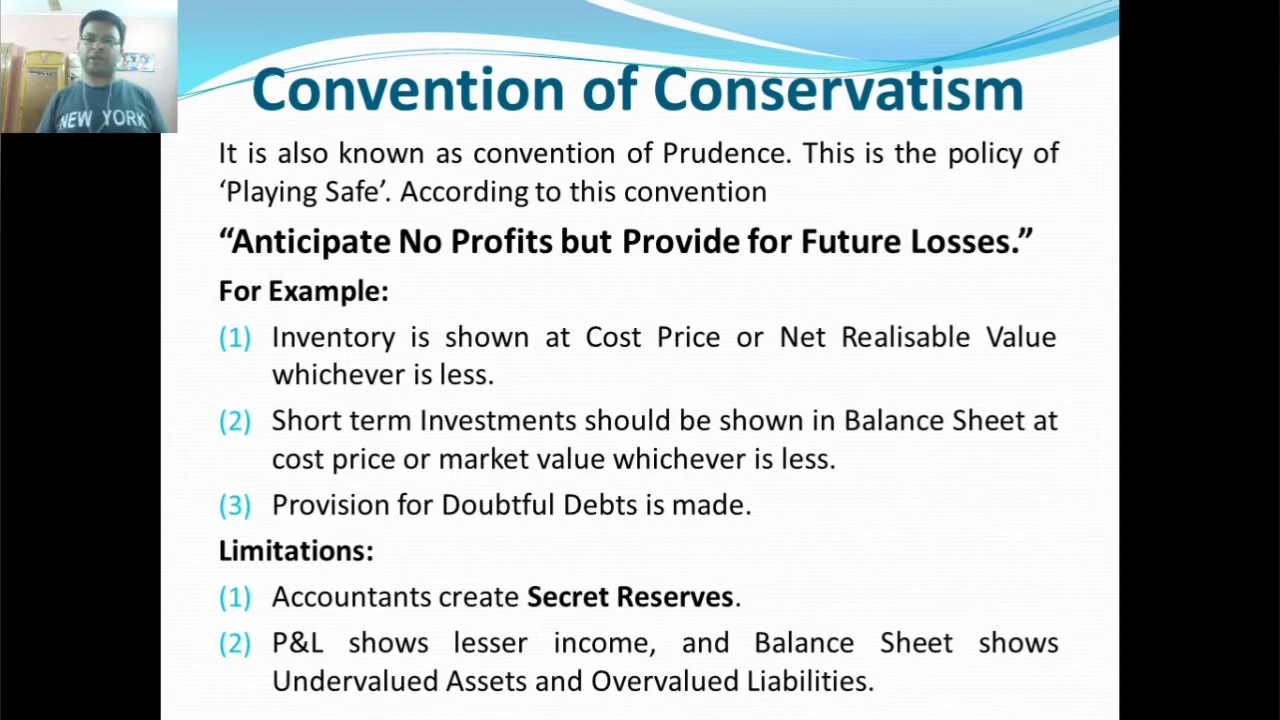 NEW YORK
Convention of Conservatism
It is also known as convention of Prudence. This is the policy of
‘Playing Safe’. According to this convention
“Anticipate No Profits but Provide for Future Losses.”
For Example:
(1) Inventory is shown at Cost Price or Net Realisable Value
whichever is less.
(2) Short term Investments should be shown in Balance Sheet at
cost price or market value whichever is less.
(3) Provision for Doubtful Debts is made.
Limitations:
(1) Accountants create Secret Reserves.
(2) P&L shows lesser income, and Balance Sheet shows
Undervalued Assets and Overvalued Liabilities.